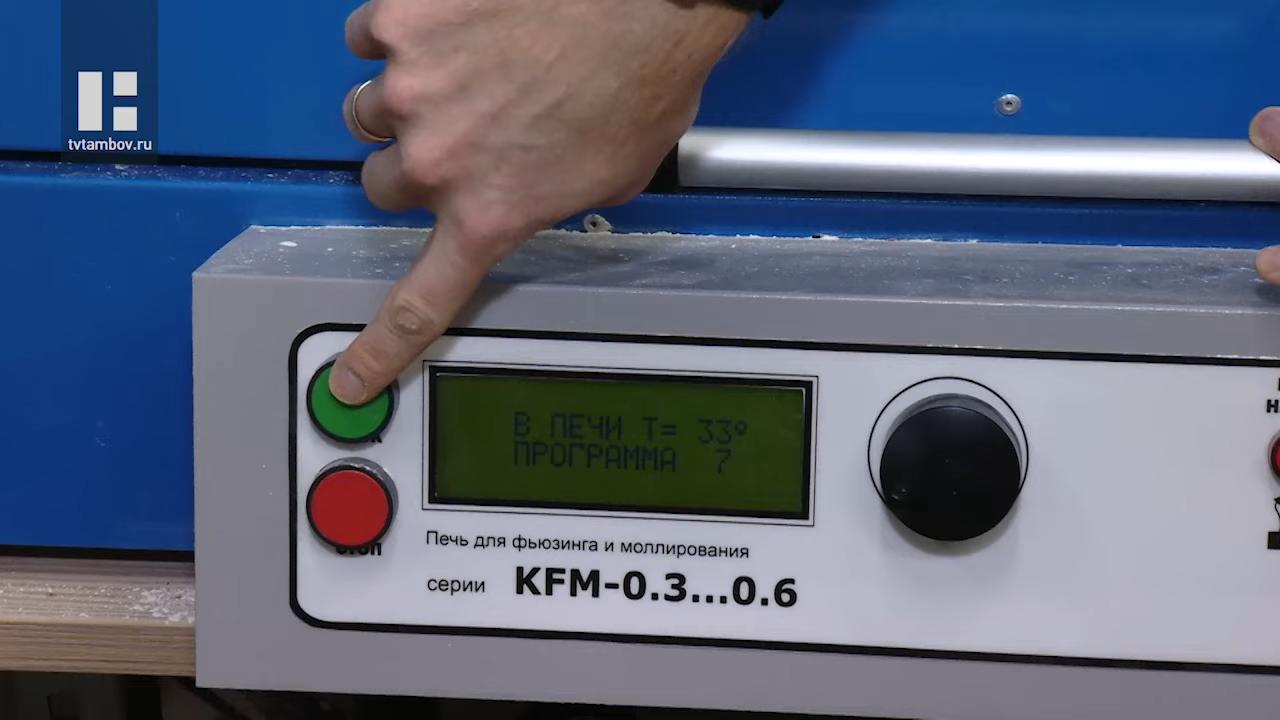 tvtambov.ru
В ПЕЧИ Т= 33°
ПРОГРАММА 7
Печь для фьюзинга и моллирования
серии KFM-0.3...0.6